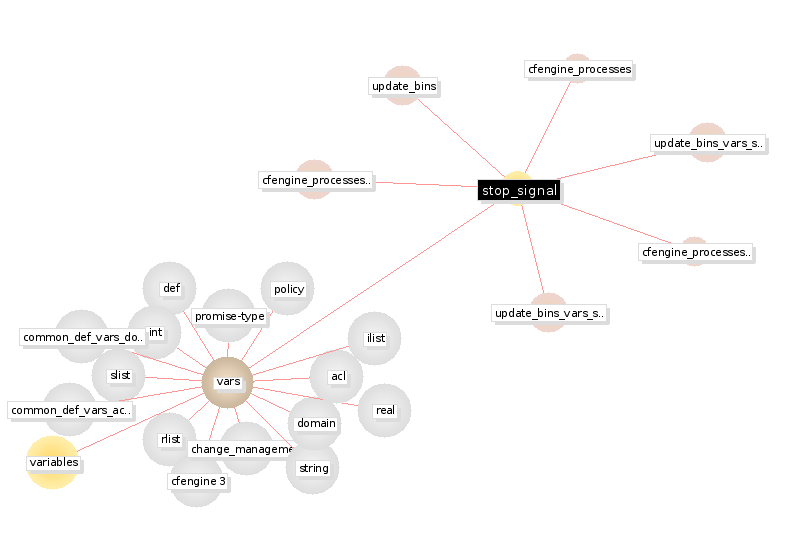 cfengine_processes
update_bins
update_bins_vars_s..
cfengine_processes..
stop_signal
cfengine_processes..
def
policy
update_bins_vars_s..
promise-type
int
common_def_vars_do..
ilist
slist
acl
vars
common_def_vars_ac..
real
domain
rlist
change_manageme
variables
string
cfengine 3